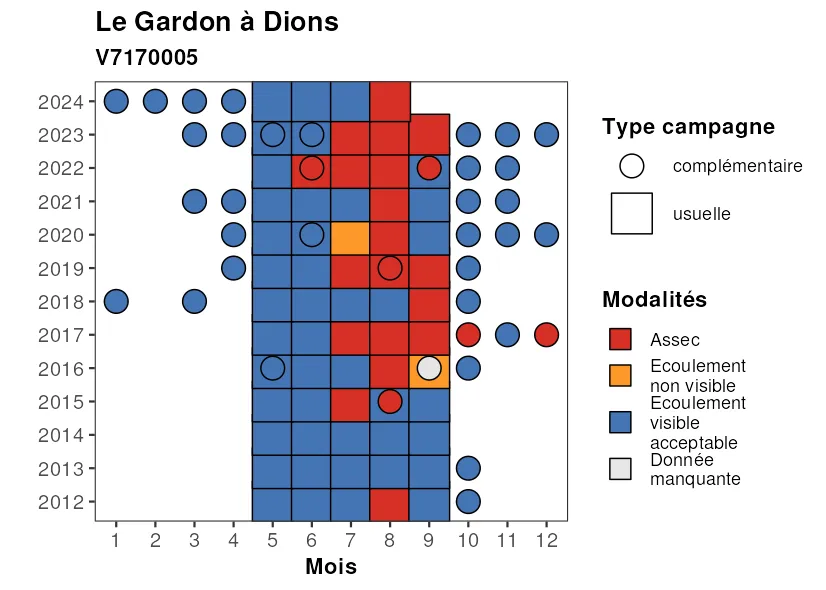 Le Gardon à Dions
V7170005
2024
2023
2022
2021
2020
2019
2018
2017
2016
2015
2014
2013
2012
1 2 3 4 5 6 7 8 9 10 11 12
Mois
Type campagne
complémentaire
usuelle
Modalités
Assec
Ecoulement
non visible
Ecoulement
visible
acceptable
Donnée
manquante